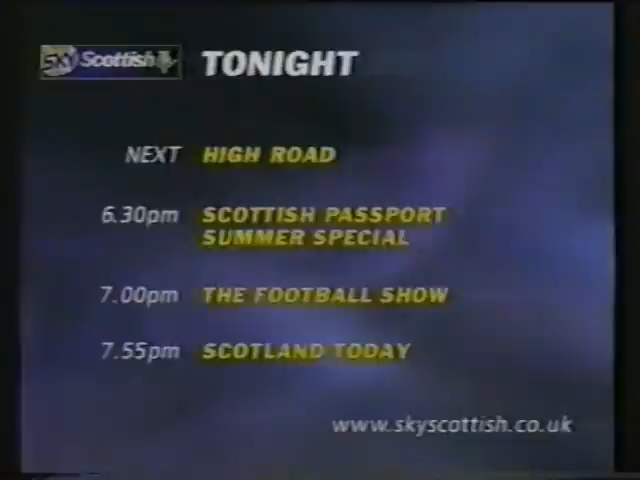 SKY Scottish TONIGHT
NEXT HIGH ROAD
6.30pm SCOTTISH PASSPORT
SUMMER SPECIAL
7.00pm THE FOOTBALL SHOW
7.55pm SCOTLAND TODAY
www.skyscottish.co.uk